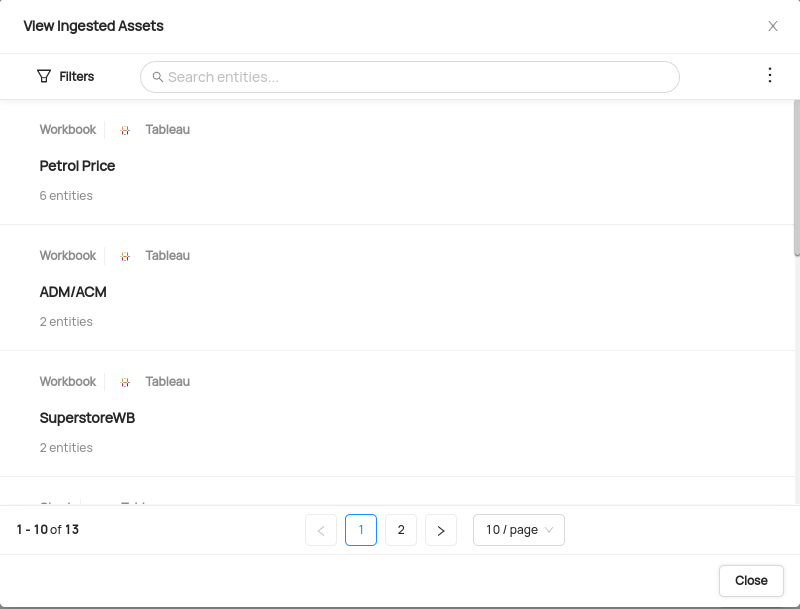 View Ingested Assets
Filters
Search entities...
Workbook Tableau
Petrol Price
6 entities
Workbook Tableau
ADM/ACM
2 entities
Workbook Tableau
SuperstoreWB
2 entities
1 - 10 of 13
1
2
10 / page
Close